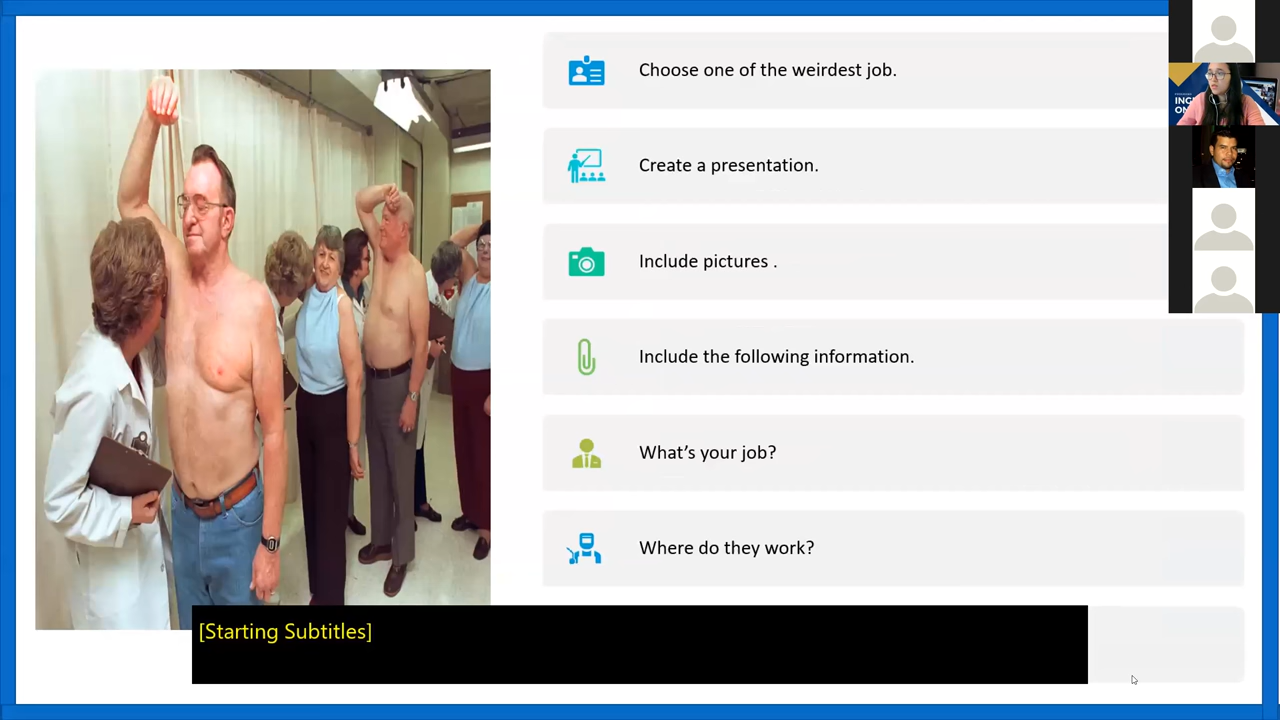 Choose one of the weirdest job.
Create a presentation.
Include pictures .
Include the following information.
What's your job?
Where do they work?
[Starting Subtitles]